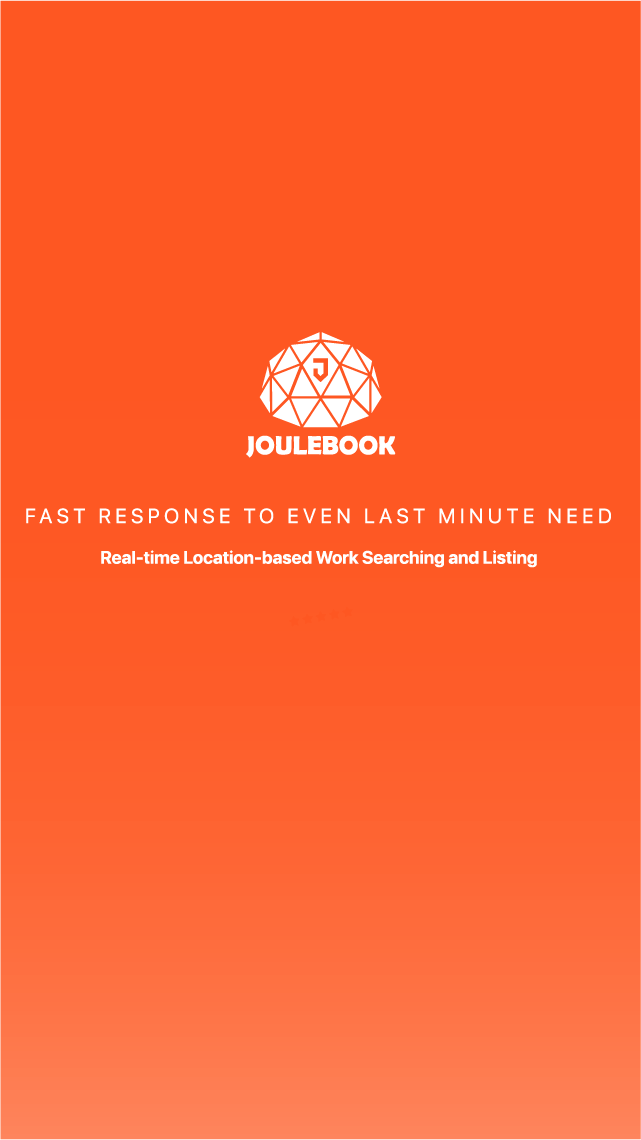 J
JOULEBOOK
FAST RESPONSE TO EVEN LAST MINUTE NEED
Real-time Location-based Work Searching and Listing